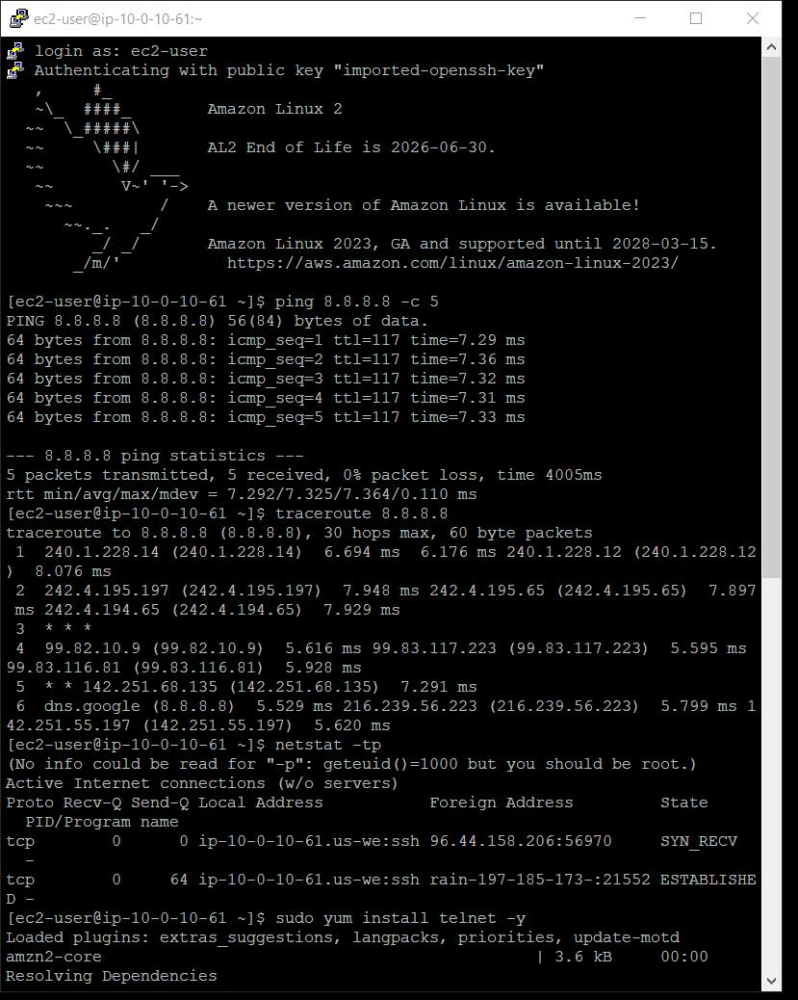 ec2-user@ip-10-0-10-61:~
login as: ec2-user
Authenticating with public key "imported-openssh-key"
   ,     #_
   ~\_  ####_        Amazon Linux 2
  ~~  \_#####\
  ~~     \###|       AL2 End of Life is 2026-06-30.
  ~~       \#/ ___
   ~~       V~' '->
    ~~~         /    A newer version of Amazon Linux is available!
      ~~._.   _/
         _/ _/       Amazon Linux 2023, GA and supported until 2028-03-15.
       _/m/'           https://aws.amazon.com/linux/amazon-linux-2023/
[ec2-user@ip-10-0-10-61 ~]$ ping 8.8.8.8 -c 5
PING 8.8.8.8 (8.8.8.8) 56(84) bytes of data.
64 bytes from 8.8.8.8: icmp_seq=1 ttl=117 time=7.29 ms
64 bytes from 8.8.8.8: icmp_seq=2 ttl=117 time=7.36 ms
64 bytes from 8.8.8.8: icmp_seq=3 ttl=117 time=7.32 ms
64 bytes from 8.8.8.8: icmp_seq=4 ttl=117 time=7.31 ms
64 bytes from 8.8.8.8: icmp_seq=5 ttl=117 time=7.33 ms
--- 8.8.8.8 ping statistics ---
5 packets transmitted, 5 received, 0% packet loss, time 4005ms
rtt min/avg/max/mdev = 7.292/7.325/7.364/0.110 ms
[ec2-user@ip-10-0-10-61 ~]$ traceroute 8.8.8.8
traceroute to 8.8.8.8 (8.8.8.8), 30 hops max, 60 byte packets
 1  240.1.228.14 (240.1.228.14)  6.694 ms  6.176 ms 240.1.228.12 (240.1.228.12
)  8.076 ms
 2  242.4.195.197 (242.4.195.197)  7.948 ms 242.4.195.65 (242.4.195.65)  7.897
 ms 242.4.194.65 (242.4.194.65)  7.929 ms
 3  * * *
 4  99.82.10.9 (99.82.10.9)  5.616 ms 99.83.117.223 (99.83.117.223)  5.595 ms
99.83.116.81 (99.83.116.81)  5.928 ms
 5  * * 142.251.68.135 (142.251.68.135)  7.291 ms
 6  dns.google (8.8.8.8)  5.529 ms 216.239.56.223 (216.239.56.223)  5.799 ms 1
42.251.55.197 (142.251.55.197)  5.620 ms
[ec2-user@ip-10-0-10-61 ~]$ netstat -tp
(No info could be read for "-p": geteuid()=1000 but you should be root.)
Active Internet connections (w/o servers)
Proto Recv-Q Send-Q Local Address           Foreign Address         State
  PID/Program name
tcp        0      0 ip-10-0-10-61.us-we:ssh 96.44.158.206:56970     SYN_RECV
  -
tcp        0     64 ip-10-0-10-61.us-we:ssh rain-197-185-173-:21552 ESTABLISHE
D -
[ec2-user@ip-10-0-10-61 ~]$ sudo yum install telnet -y
Loaded plugins: extras_suggestions, langpacks, priorities, update-motd
amzn2-core                                             | 3.6 kB     00:00
Resolving Dependencies